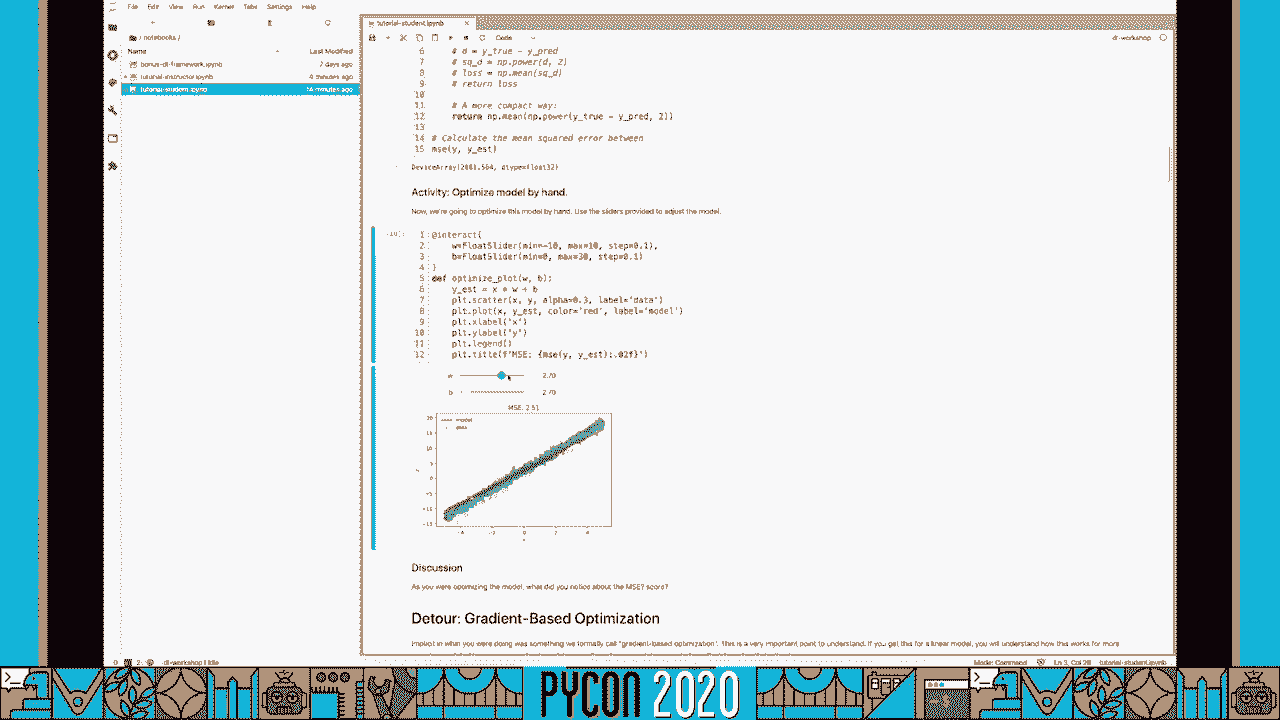 File Edit View Run Kernel Tabs Settings Help
/ notebooks /
Name Last Modified
bonus-dl-framework.ipynb 2 days ago
tutorial-instructor.ipynb 4 minutes ago
tutorial-student.ipynb 14 minutes ago
tutorial-student.ipynb
Code
dl-workshop
6 # d = y_true - y_pred
7 # sq_d = np.power(d, 2)
8 # loss = np.mean(sq_d)
9 # return loss
10
11 # A more compact way:
12 return np.mean(np.power(y_true - y_pred, 2))
13
14 # Calculate the mean squared error between
15 mse(y, y_est)
Activity: Optimize model by hand.
Now, we're going to optimize this model by hand. Use the sliders provided to adjust the model.
1 @interact(
2 w=FloatSlider(min=-10, max=10, step=0.1),
3 b=FloatSlider(min=0, max=30, step=0.1)
4 )
5 def optimize_plot(w, b):
6 y_est = x * w + b
7 plt.scatter(x, y, alpha=0.3, label='data')
8 plt.plot(x, y_est, color='red', label='model')
9 plt.xlabel('x')
10 plt.ylabel('y')
11 plt.legend()
12 plt.title(f"MSE: {mse(y, y_est):.02f}")
w 2.70
b 2.70
MSE: 2.51
model
data
Discussion
As you were optimizing the model, what did you notice about the MSE? score?
Detour: Gradient-Based Optimization
Implicit in what you were doing was something we formally call "gradient-based optimization". This is a very important point to understand. If you get this for a linear model, you will understand how this works for more
dl-workshop | Idle
Mode: Command Ln 3, Col 28 tutorial-student.ipynb
PYCON 2020